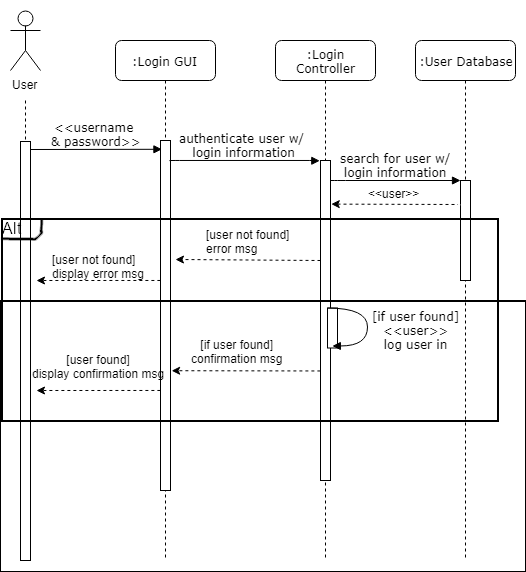 :Login GUI
:Login
Controller
:User Database
User
<<username
& password>>
authenticate user w/
login information
search for user w/
login information
<<user>>
Alt
[user not found]
error msg
[user not found]
display error msg
[if user found]
<<user>>
log user in
[if user found]
confirmation msg
[user found]
display confirmation msg